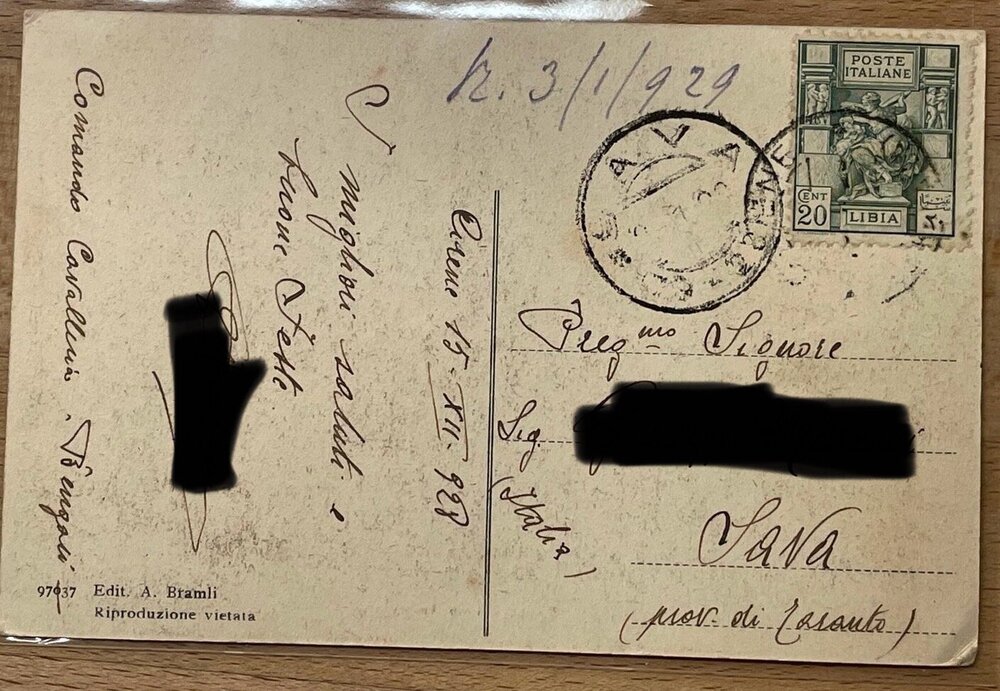 Cirene 15-XII-928
I migliori saluti e
buone Feste
Comando Cavalleria. Bengasi
97037 Edit. A. Bramli
Riproduzione vietata
R. 3/1/929
POSTE
ITALIANE
CENT
20
LIBIA
Preg.mo Signore
Sig.
Sava
(prov. di Taranto)
(Italia)